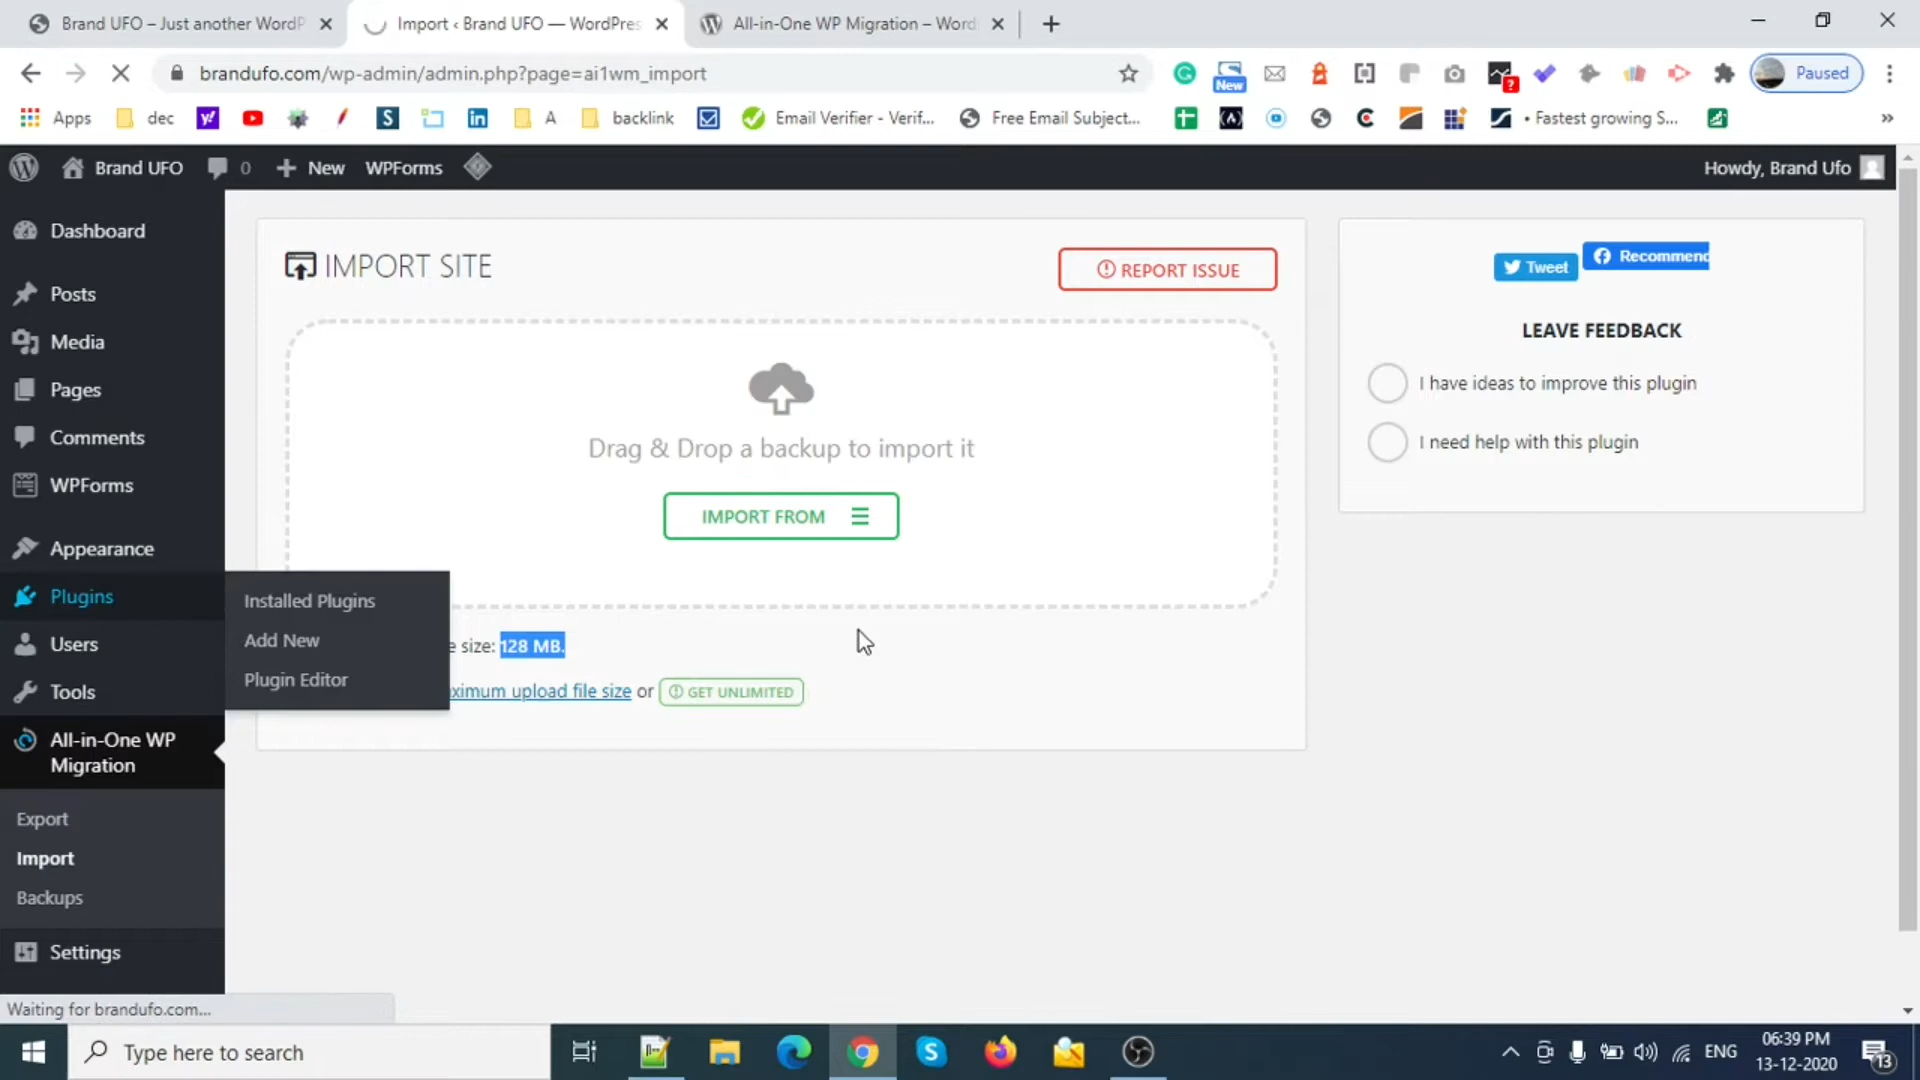 Brand UFO – Just another WordP
Import ‹ Brand UFO — WordPres
All-in-One WP Migration – Word
brandufo.com/wp-admin/admin.php?page=ai1wm_import
New
?
Paused
Apps
dec
S
A
backlink
Email Verifier - Verif...
Free Email Subject...
• Fastest growing S...
»
Brand UFO
0
New
WPForms
Howdy, Brand Ufo
Dashboard
Posts
Media
Pages
Comments
WPForms
Appearance
Plugins
Users
Tools
All-in-One WP
Migration
Export
Import
Backups
Settings
Installed Plugins
Add New
Plugin Editor
IMPORT SITE
REPORT ISSUE
Drag & Drop a backup to import it
IMPORT FROM
e size: 128 MB.
ximum upload file size or GET UNLIMITED
Tweet
Recommend
LEAVE FEEDBACK
I have ideas to improve this plugin
I need help with this plugin
Waiting for brandufo.com...
Type here to search
ENG
06:39 PM
13-12-2020
13